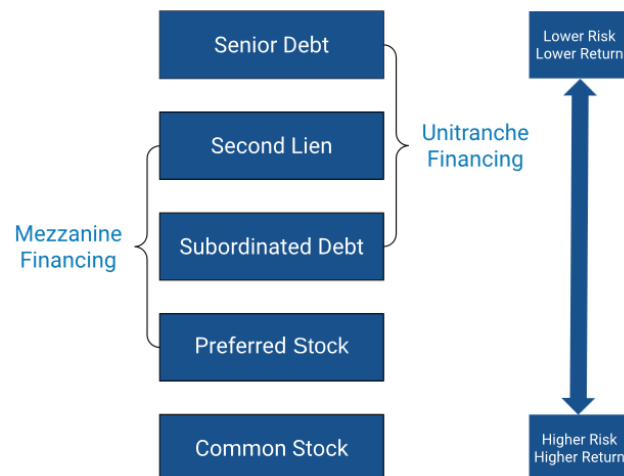 Senior Debt
Lower Risk
Lower Return
Second Lien
Unitranche
Financing
Mezzanine
Financing
Subordinated Debt
Preferred Stock
Common Stock
Higher Risk
Higher Return